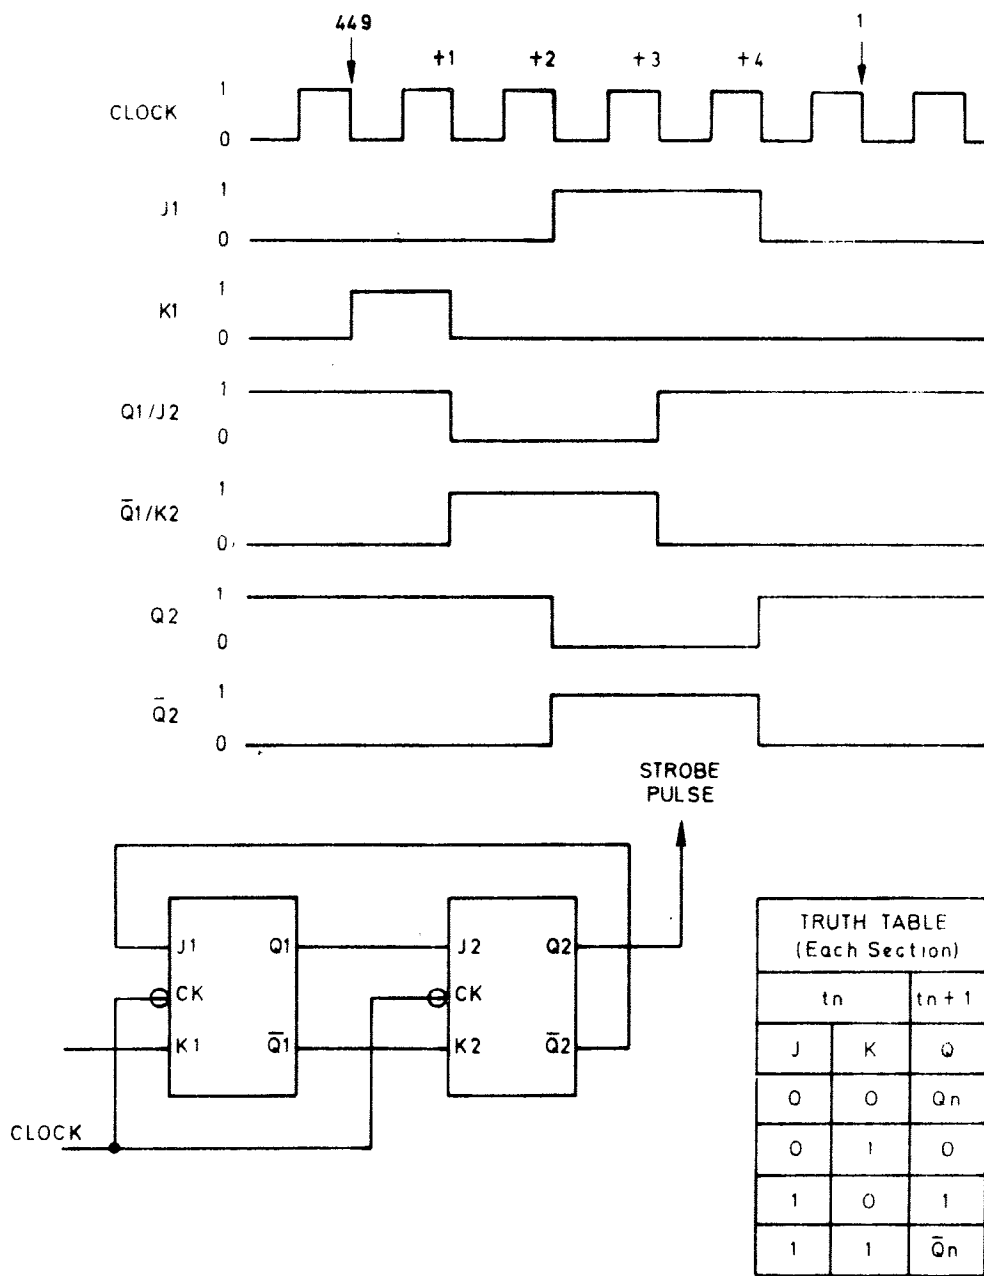 449
1
+1 +2 +3 +4
1
CLOCK
0
1
J1
0
1
K1
0
1
Q1/J2
0
1
Q̅1/K2
0
1
Q2
0
1
Q̅2
0
STROBE
PULSE
J1 Q1
CK
K1 Q̅1
J2 Q2
CK
K2 Q̅2
CLOCK
TRUTH TABLE
(Each Section)
tn tn+1
J K Q
0 0 Qn
0 1 0
1 0 1
1 1 Q̅n